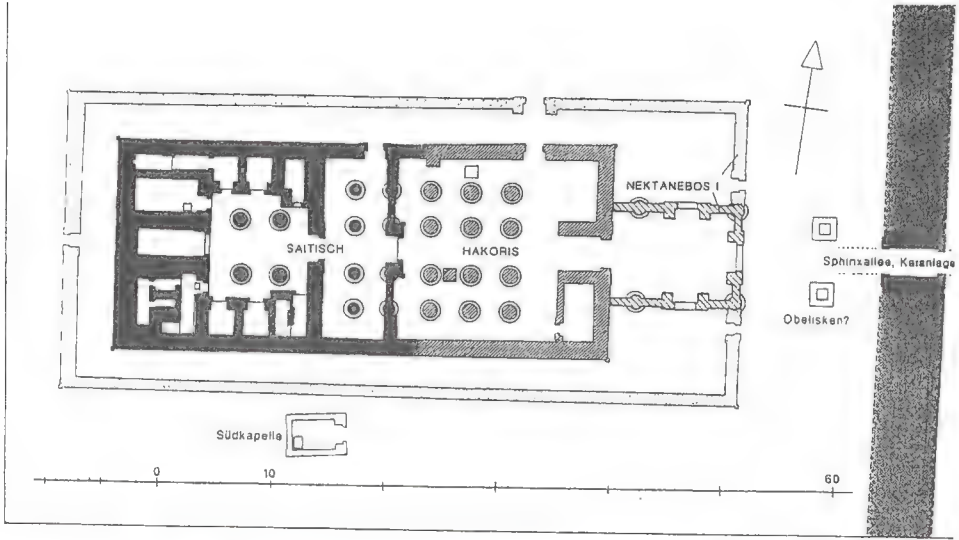 NEKTANEBOS I
SAITISCH
HAKORIS
Sphinxallee, Kaianlage
Obelisken?
Südkapelle
0
10
60